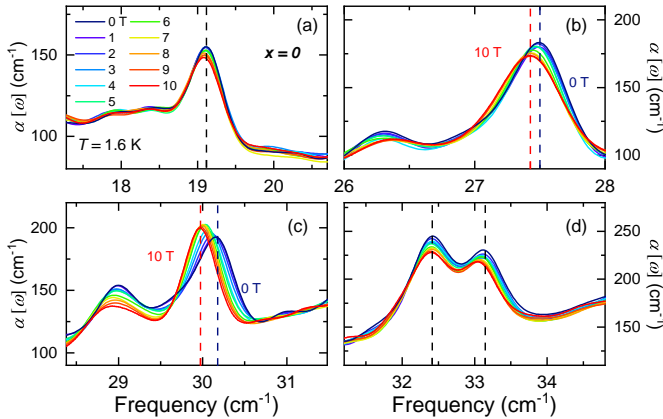 (a)
0 T 6
1 7
2 8
3 9
4 10
5
x=0
T = 1.6 K
α [ω] (cm⁻¹)
150
100
18 19 20
(b)
10 T
0 T
α [ω] (cm⁻¹)
200
150
100
26 27 28
(c)
10 T
0 T
α [ω] (cm⁻¹)
200
150
100
29 30 31
Frequency (cm⁻¹)
(d)
α [ω] (cm⁻¹)
250
200
150
32 33 34
Frequency (cm⁻¹)